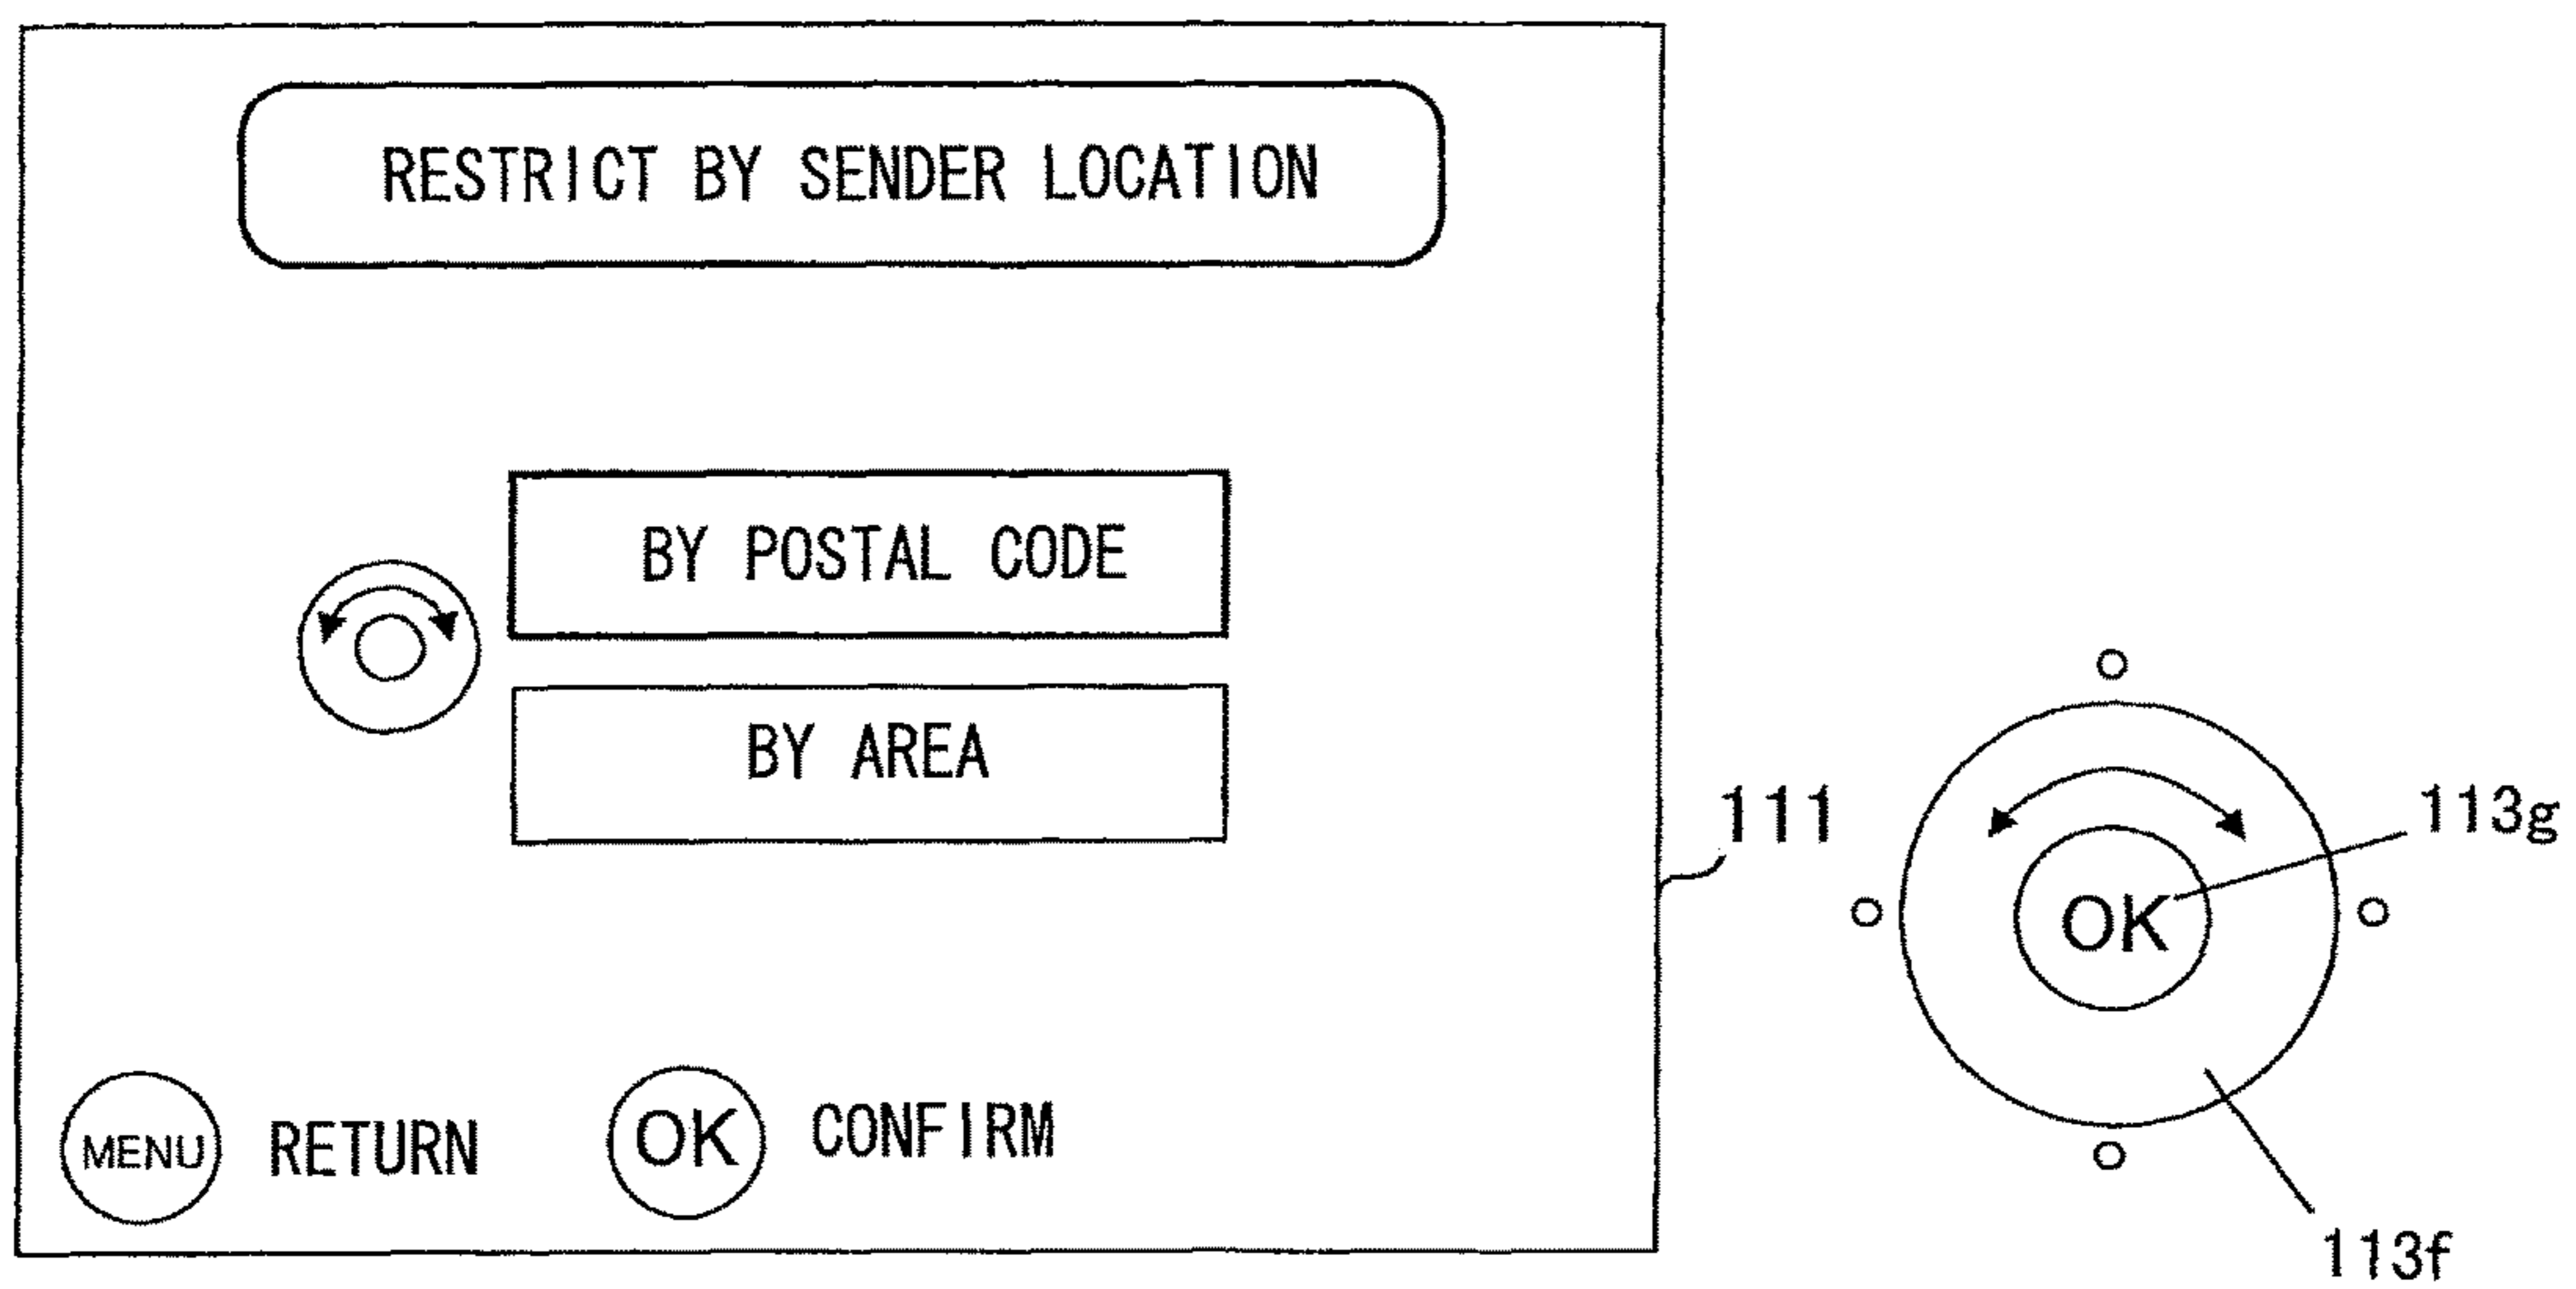 RESTRICT BY SENDER LOCATION
BY POSTAL CODE
BY AREA
111
113g
OK
MENU RETURN OK CONFIRM
113f